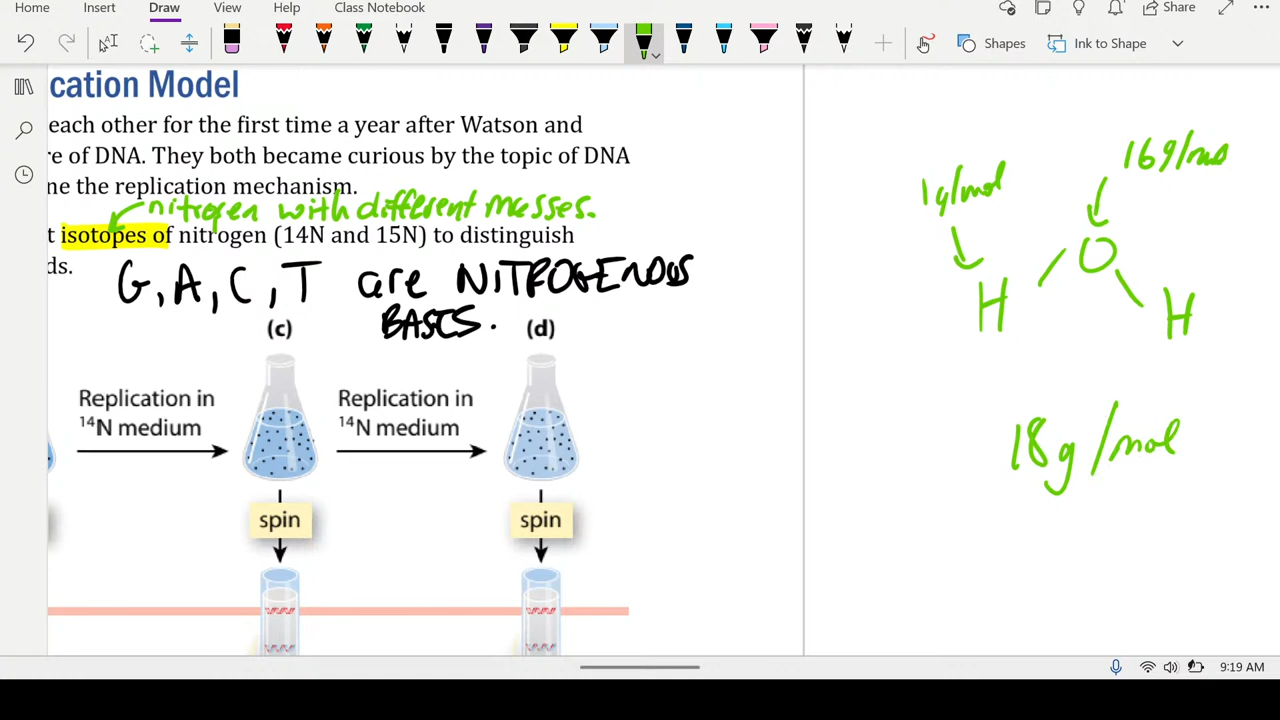 Home Insert Draw View Help Class Notebook Share
Shapes Ink to Shape
cation Model
each other for the first time a year after Watson and
re of DNA. They both became curious by the topic of DNA
ne the replication mechanism.
nitrogen with different masses.
t isotopes of nitrogen (14N and 15N) to distinguish
ds.
G, A, C, T are NITROGENOUS
BASES.
(c) (d)
Replication in
14N medium
Replication in
14N medium
spin spin
1g/mol
O
H H
18g/mol
9:19 AM